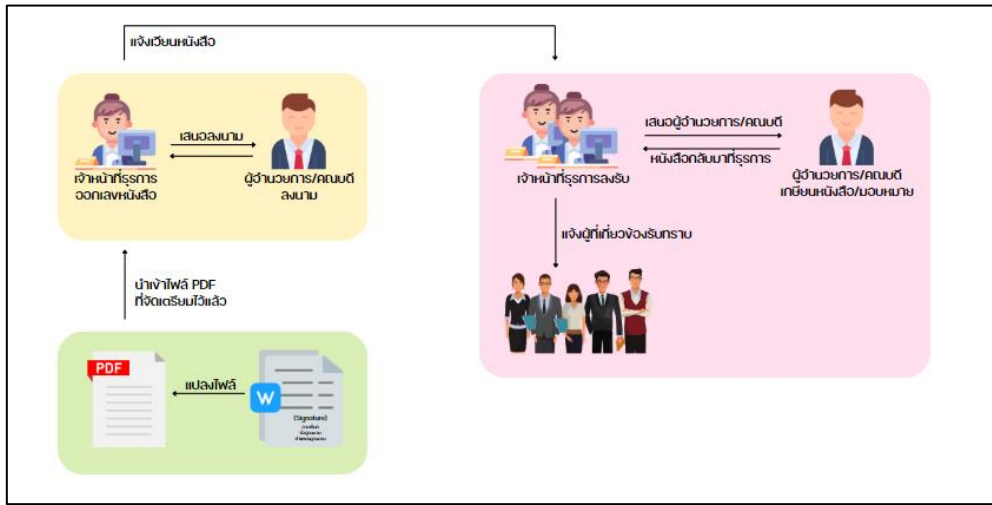 แจ้งเวียนหนังสือ
เสนอลงนาม
เจ้าหน้าที่ธุรการ
ออกเลขหนังสือ
ผู้อำนวยการ/คณบดี
ลงนาม
เสนอผู้อำนวยการ/คณบดี
หนังสือกลับมาที่ธุรการ
เจ้าหน้าที่ธุรการลงรับ
ผู้อำนวยการ/คณบดี
เกษียนหนังสือ/มอบหมาย
แจ้งผู้ที่เกี่ยวข้องรับทราบ
นำเข้าไฟล์ PDF
ที่จัดเตรียมไว้แล้ว
PDF
แปลงไฟล์
W
(Signature)